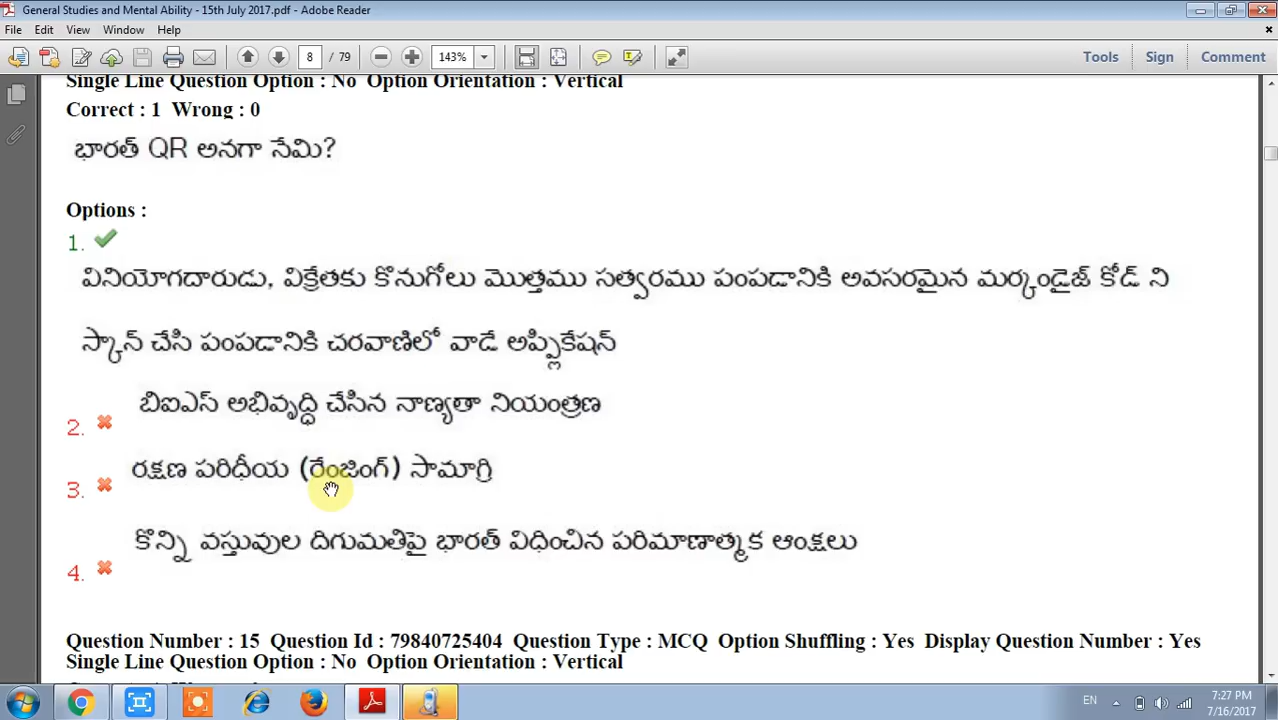 General Studies and Mental Ability - 15th July 2017.pdf - Adobe Reader
File Edit View Window Help
8 / 79 143% Tools Sign Comment
Single Line Question Option : No Option Orientation : Vertical
Correct : 1 Wrong : 0
భారత్ QR అనగా నేమి?
Options :
1.
వినియోగదారుడు, విక్రేతకు కొనుగోలు మొత్తము సత్వరము పంపడానికి అవసరమైన మర్కండైజ్ కోడ్ ని
స్కాన్ చేసి పంపడానికి చరవాణిలో వాడే అప్ప్లికేషన్
2. బిఐఎస్ అభివృద్ధి చేసిన నాణ్యతా నియంత్రణ
3. రక్షణ పరిధీయ (రేంజింగ్) సామాగ్రి
4. కొన్ని వస్తువుల దిగుమతిపై భారత్ విధించిన పరిమాణాత్మక ఆంక్షలు
Question Number : 15 Question Id : 79840725404 Question Type : MCQ Option Shuffling : Yes Display Question Number : Yes
Single Line Question Option : No Option Orientation : Vertical
EN 7:27 PM
7/16/2017